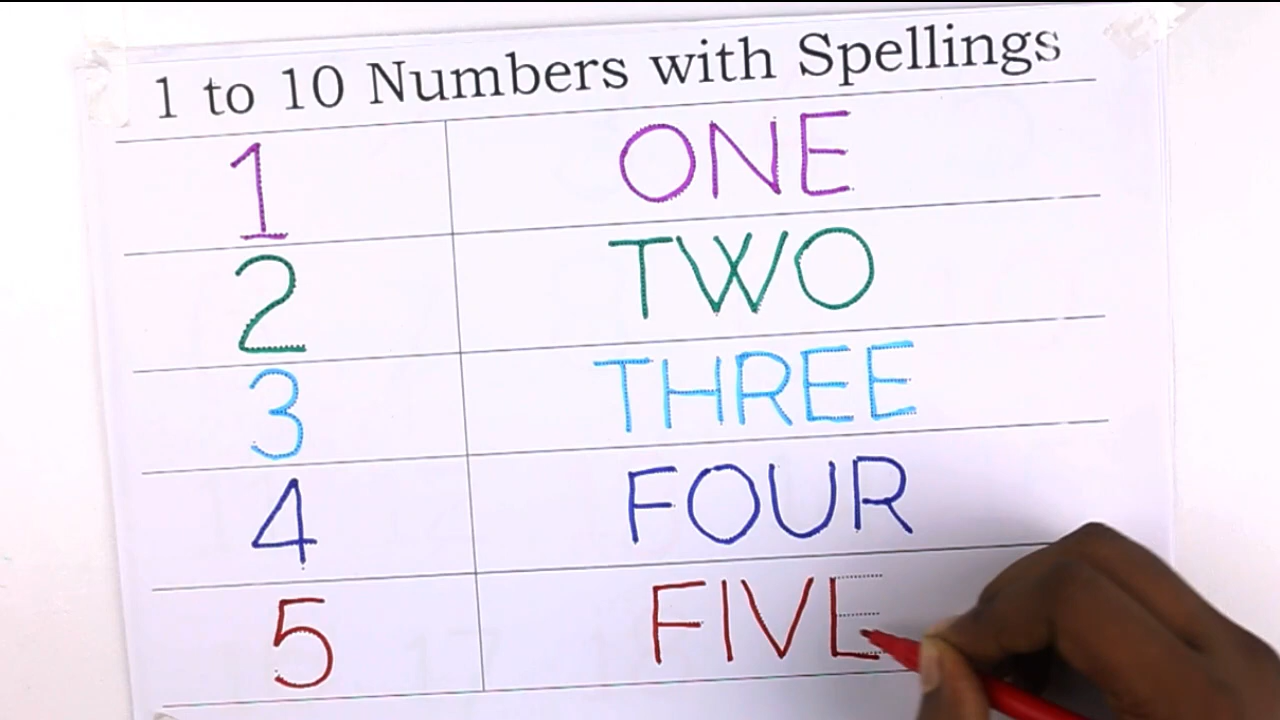 1 to 10 Numbers with Spellings
1 ONE
2 TWO
3 THREE
4 FOUR
5 FIVE